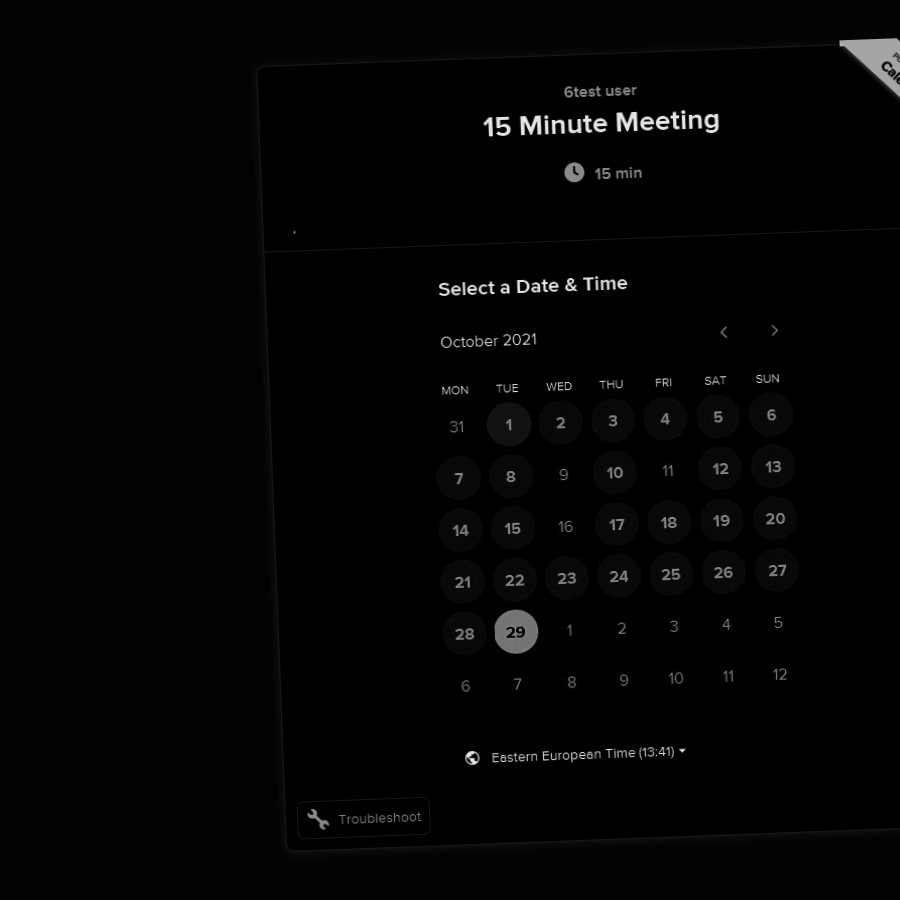 6test user
15 Minute Meeting
15 min
Select a Date & Time
October 2021
MON TUE WED THU FRI SAT SUN
31 1 2 3 4 5 6
7 8 9 10 11 12 13
14 15 16 17 18 19 20
21 22 23 24 25 26 27
28 29 1 2 3 4 5
6 7 8 9 10 11 12
Eastern European Time (13:41)
Troubleshoot